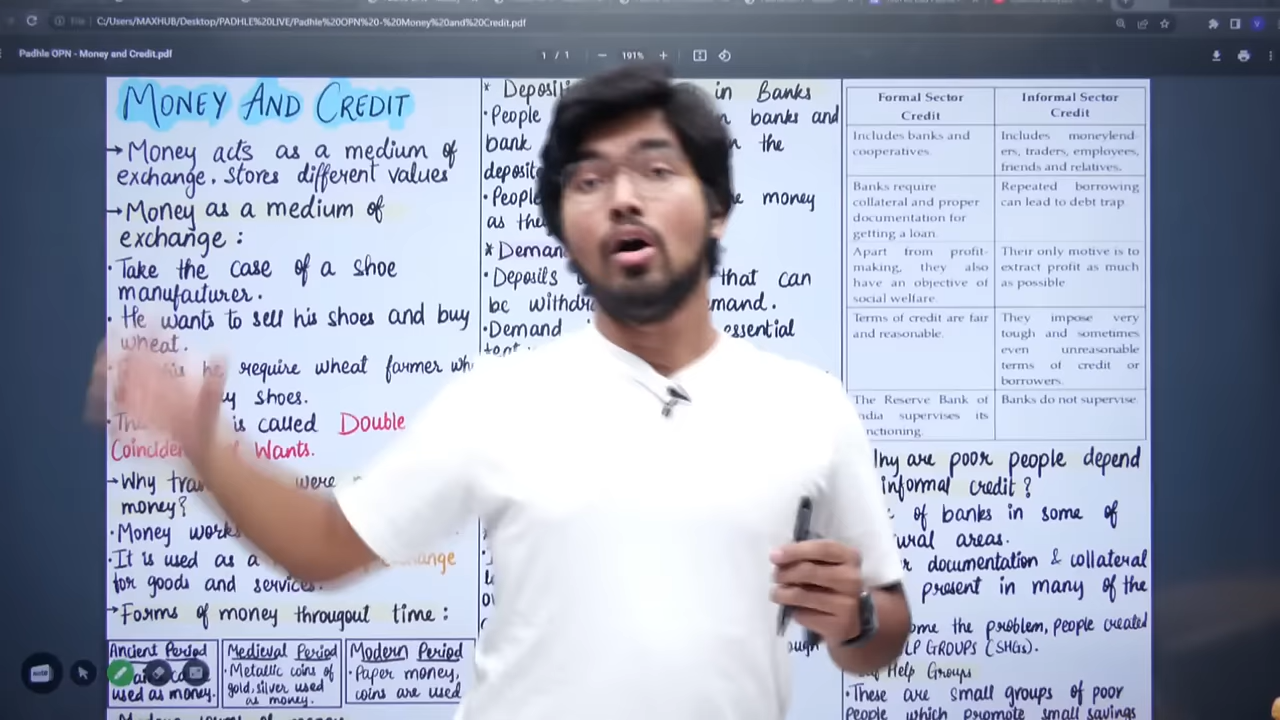 C:/Users/MAXHUB/Desktop/PADHLE%20LIVE/Padhle%20OPN%20-%20Money%20and%20Credit.pdf
Padhle OPN - Money and Credit.pdf
1 / 1
191%
MONEY AND CREDIT
→Money acts as a medium of
exchange. Stores different values
→Money as a medium of
exchange :
•Take the case of a shoe
manufacturer.
• He wants to sell his shoes and buy
wheat.
he require wheat farmer
shoes.
is called Double
Wants.
→Why were
money?
•Money works
•It is used as a
for goods and services.
→Forms of money througout time :
Ancient Period
used as money.
Medieval Period
•Metallic coins of
gold, silver used
as money.
Modern Period
•Paper money,
coins are used
* in Banks
•People banks and
bank the
•People money
as
*
•Deposits that can
be demand.
•Demand essential
Formal Sector
Credit
Informal Sector
Credit
Includes banks and
cooperatives.
Includes moneylend-
ers, traders, employees,
friends and relatives.
Banks require
collateral and proper
documentation for
getting a loan.
Repeated borrowing
can lead to debt trap
Apart from profit-
making, they also
have an objective of
social welfare.
Their only motive is to
extract profit as much
as possible
Terms of credit are fair
and reasonable.
They impose very
tough and sometimes
even unreasonable
terms of credit or
borrowers.
The Reserve Bank of
India supervises its
Banks do not supervise.
Why are poor people depend
informal credit?
of banks in some of
rural areas.
documentation & collateral
present in many of the
the problem, people created
GROUPS (SHGs).
Help Groups
•These are small groups of poor
People which promote small savings